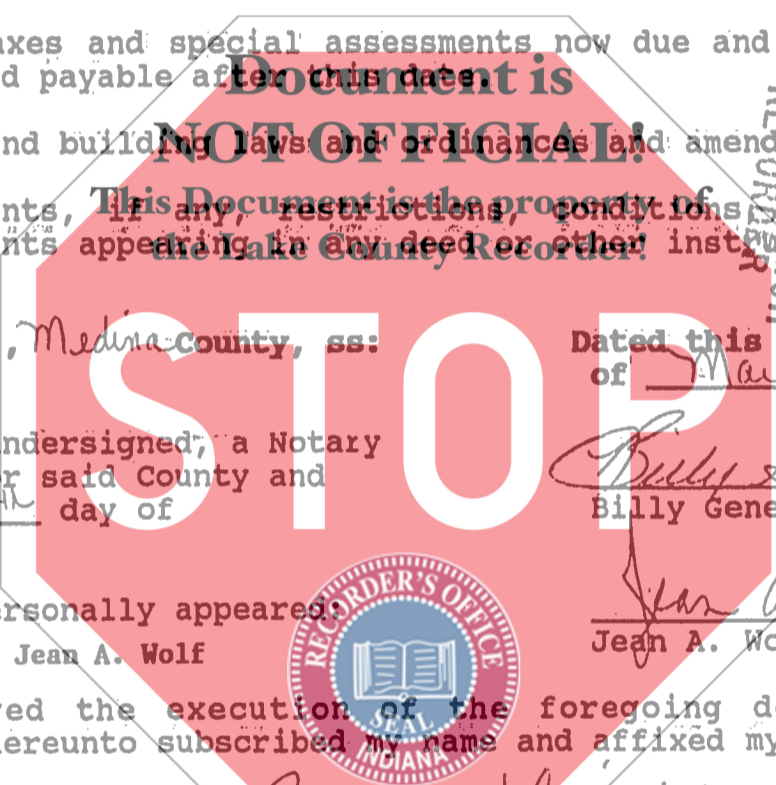 axes and special assessments now due and
d payable after this date.
Document is
nd building laws and ordinances and amend
NOT OFFICIAL!
This Document is the property of
nts, if any, restrictions, conditions
nts appearing in any deed or other inst
the Lake County Recorder!
, Medina County, ss:
Dated this
of Ma
STOP
ndersigned, a Notary
r said County and
day of
Billy
Billy Gene
ersonally appeared:
Jean A. Wolf
Jean
Jean A. Wo
RECORDER'S OFFICE
SEAL
INDIANA
ed the execution of the foregoing d
hereunto subscribed my name and affixed my